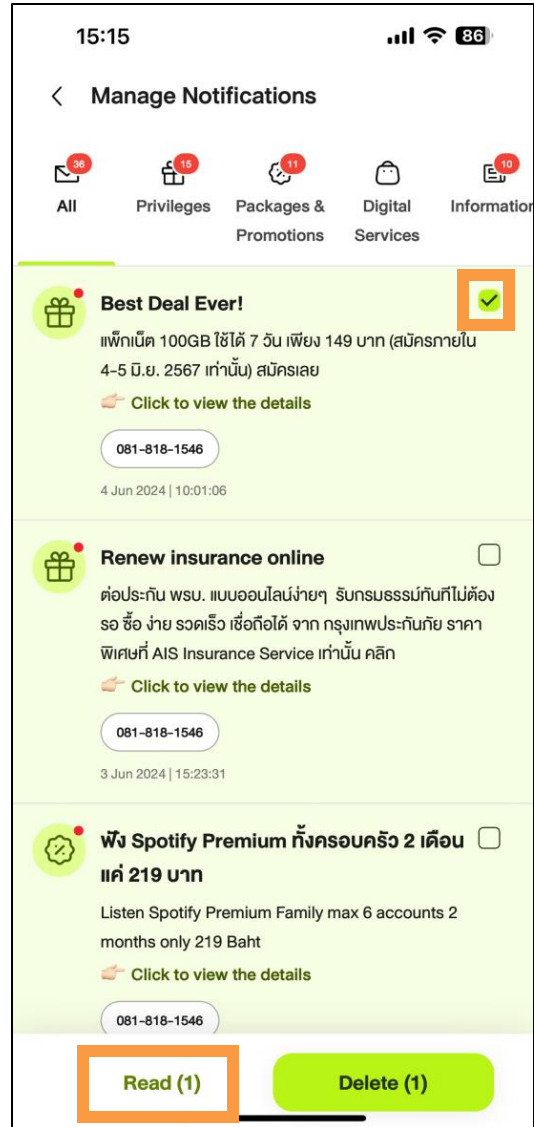 15:15
86
Manage Notifications
36
15
11
10
All
Privileges
Packages &
Promotions
Digital
Services
Information
Best Deal Ever!
แพ็กเน็ต 100GB ใช้ได้ 7 วัน เพียง 149 บาท (สมัครภายใน
4-5 มิ.ย. 2567 เท่านั้น) สมัครเลย
Click to view the details
081-818-1546
4 Jun 2024 | 10:01:06
Renew insurance online
ต่อประกัน พรบ. แบบออนไลน์ง่ายๆ รับกรมธรรม์ทันทีไม่ต้อง
รอ ซื้อ ง่าย รวดเร็ว เชื่อถือได้ จาก กรุงเทพประกันภัย ราคา
พิเศษที่ AIS Insurance Service เท่านั้น คลิก
Click to view the details
081-818-1546
3 Jun 2024 | 15:23:31
ฟัง Spotify Premium ทั้งครอบครัว 2 เดือน
แค่ 219 บาท
Listen Spotify Premium Family max 6 accounts 2
months only 219 Baht
Click to view the details
081-818-1546
Read (1)
Delete (1)